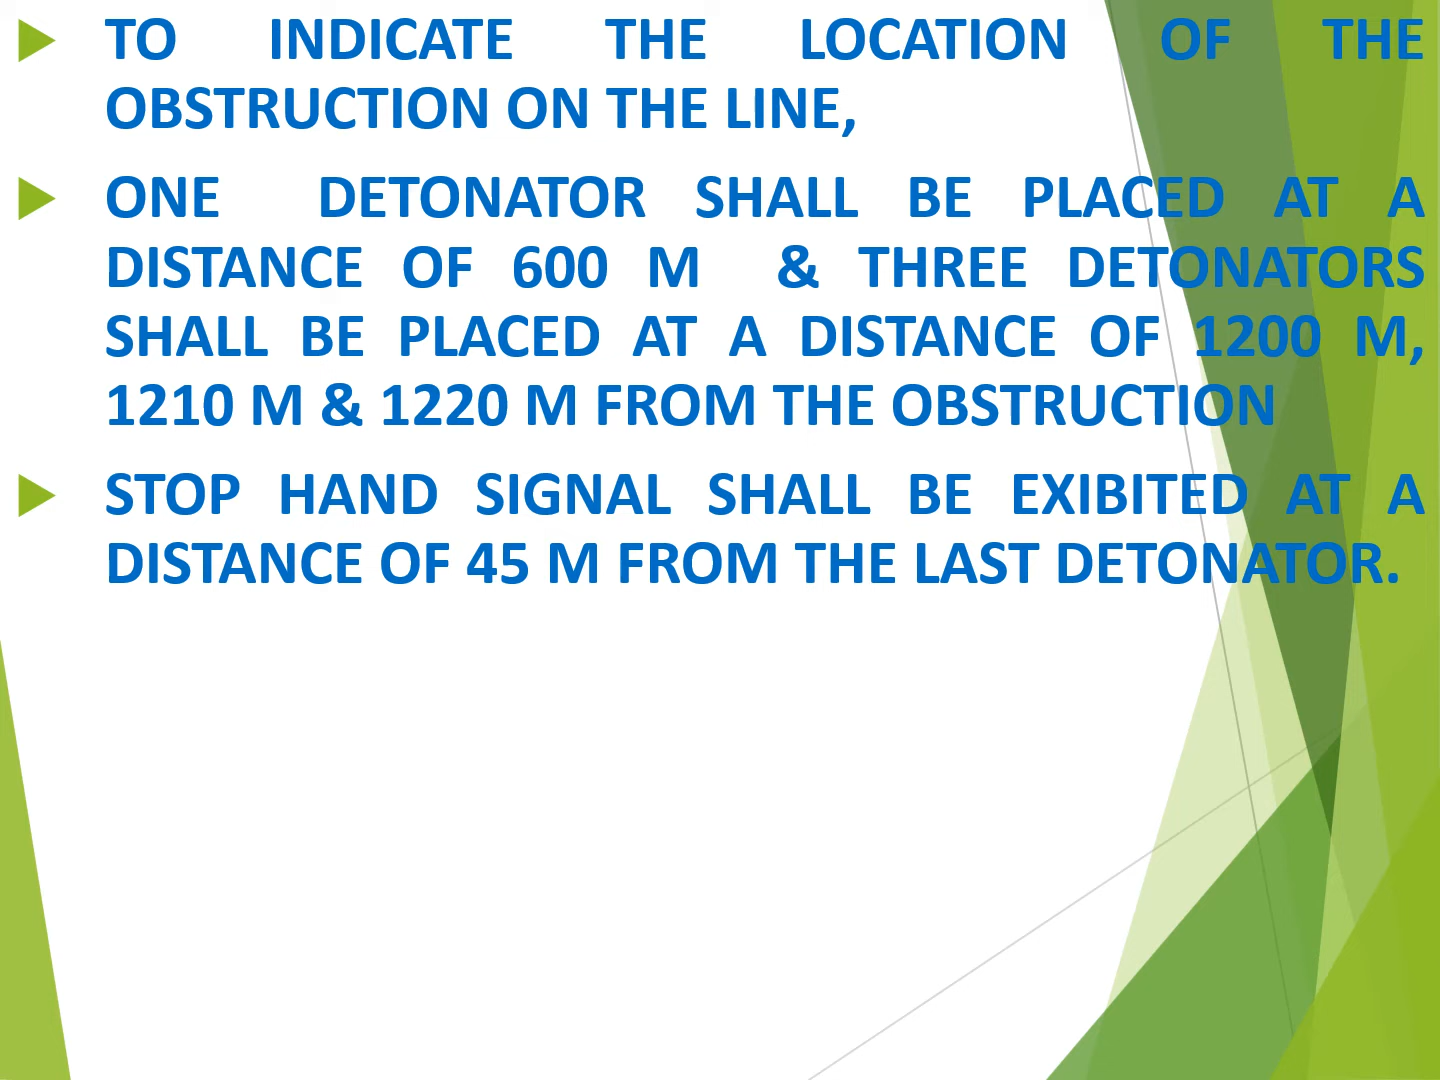 TO INDICATE THE LOCATION OF THE
OBSTRUCTION ON THE LINE,
ONE DETONATOR SHALL BE PLACED AT A
DISTANCE OF 600 M & THREE DETONATORS
SHALL BE PLACED AT A DISTANCE OF 1200 M,
1210 M & 1220 M FROM THE OBSTRUCTION
STOP HAND SIGNAL SHALL BE EXIBITED AT A
DISTANCE OF 45 M FROM THE LAST DETONATOR.